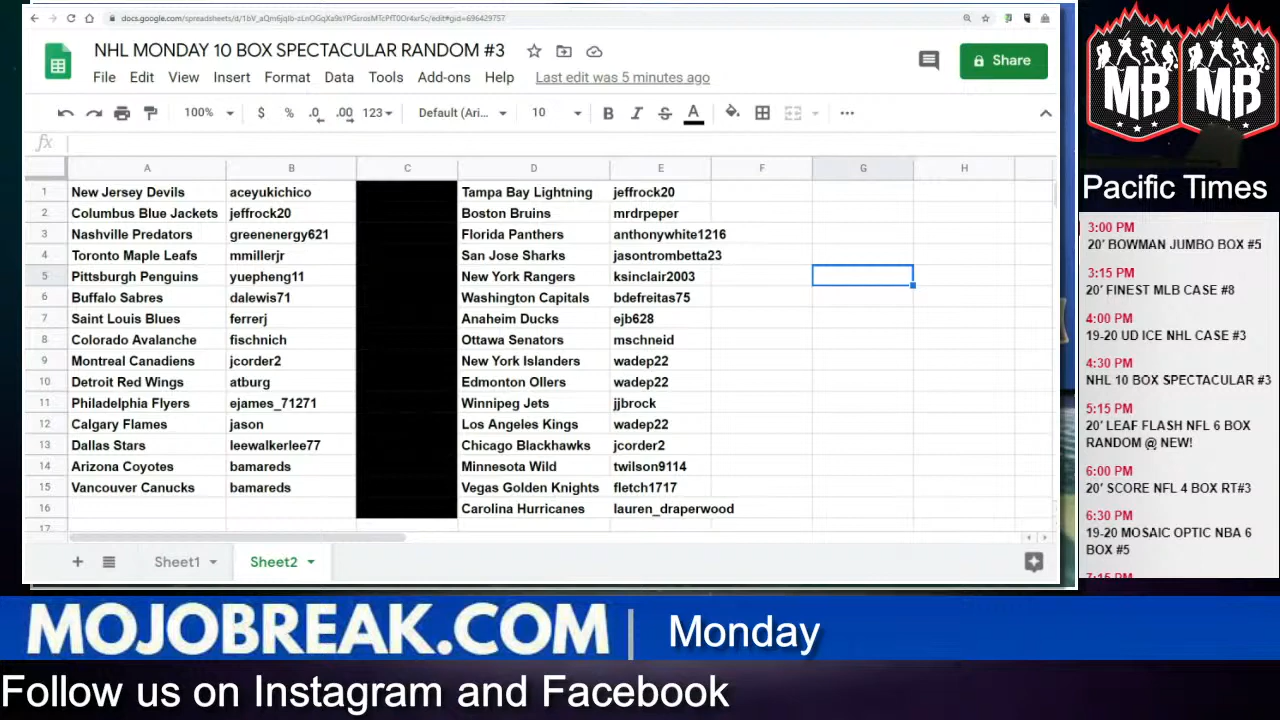 docs.google.com/spreadsheets/d/
NHL MONDAY 10 BOX SPECTACULAR RANDOM #3
File Edit View Insert Format Data Tools Add-ons Help Last edit was 5 minutes ago
Share
100% $ % .0 .00 123 Default (Ari... 10 B I S A
fx
A B C D E F G H
1 New Jersey Devils aceyukichico Tampa Bay Lightning jeffrock20
2 Columbus Blue Jackets jeffrock20 Boston Bruins mrdrpeper
3 Nashville Predators greenenergy621 Florida Panthers anthonywhite1216
4 Toronto Maple Leafs mmillerjr San Jose Sharks jasontrombetta23
5 Pittsburgh Penguins yuepheng11 New York Rangers ksinclair2003
6 Buffalo Sabres dalewis71 Washington Capitals bdefreitas75
7 Saint Louis Blues ferrerj Anaheim Ducks ejb628
8 Colorado Avalanche fischnich Ottawa Senators mschneid
9 Montreal Canadiens jcorder2 New York Islanders wadep22
10 Detroit Red Wings atburg Edmonton OIlers wadep22
11 Philadelphia Flyers ejames_71271 Winnipeg Jets jjbrock
12 Calgary Flames jason Los Angeles Kings wadep22
13 Dallas Stars leewalkerlee77 Chicago Blackhawks jcorder2
14 Arizona Coyotes bamareds Minnesota Wild twilson9114
15 Vancouver Canucks bamareds Vegas Golden Knights fletch1717
16 Carolina Hurricanes lauren_draperwood
17
Sheet1 Sheet2
MB MB
Pacific Times
3:00 PM
20' BOWMAN JUMBO BOX #5
3:15 PM
20' FINEST MLB CASE #8
4:00 PM
19-20 UD ICE NHL CASE #3
4:30 PM
NHL 10 BOX SPECTACULAR #3
5:15 PM
20' LEAF FLASH NFL 6 BOX
RANDOM @ NEW!
6:00 PM
20' SCORE NFL 4 BOX RT#3
6:30 PM
19-20 MOSAIC OPTIC NBA 6
BOX #5
7:15 PM
MOJOBREAK.COM Monday
Follow us on Instagram and Facebook